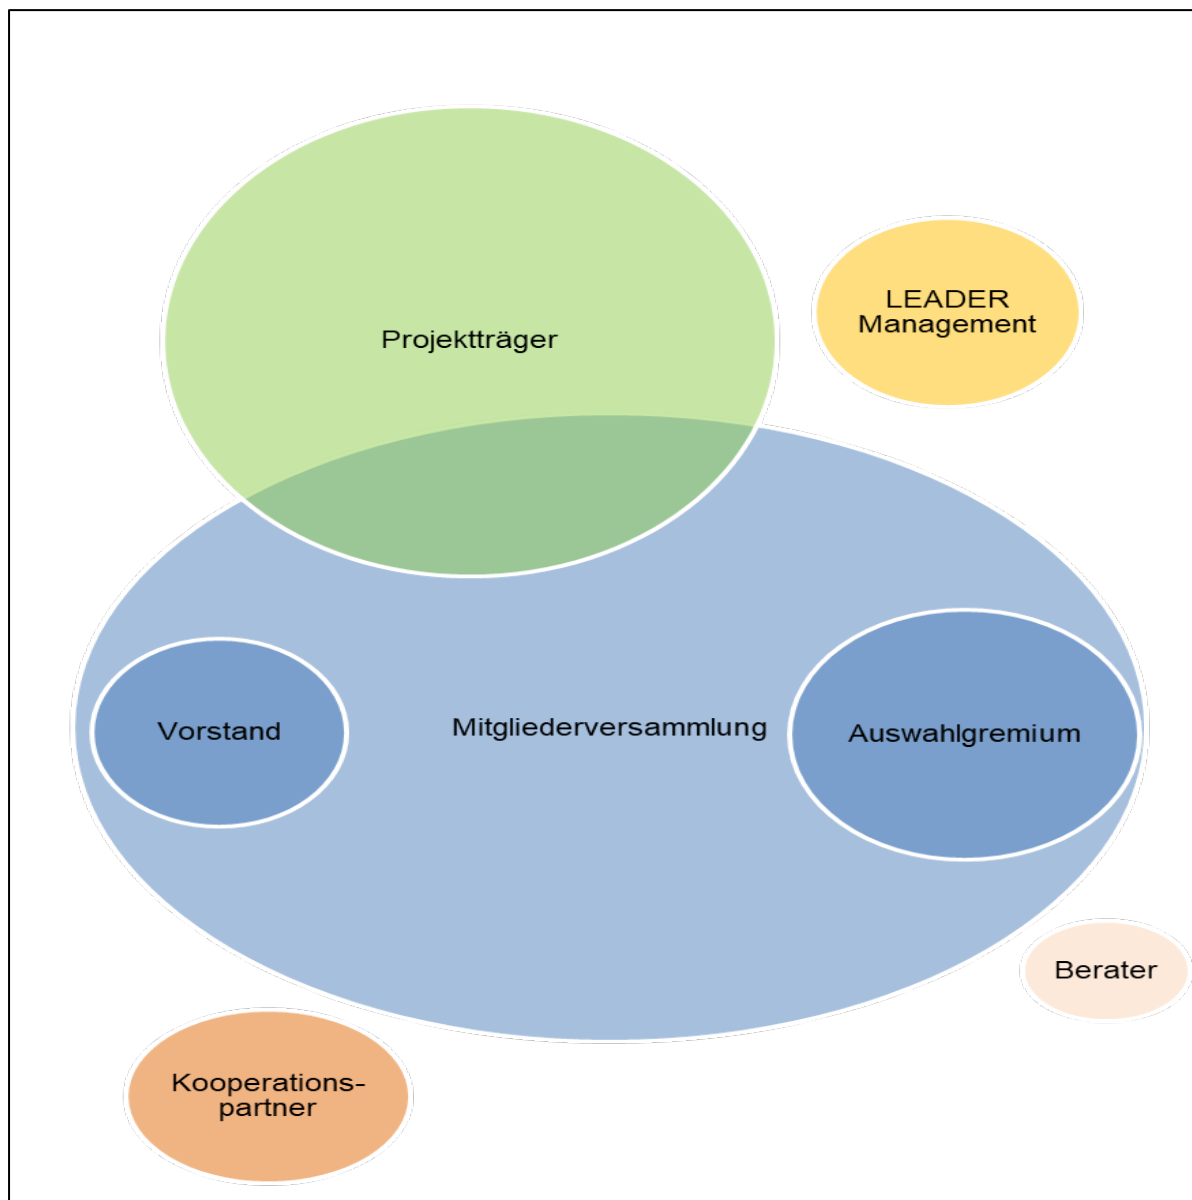 LEADER
Management
Projektträger
Vorstand
Mitgliederversammlung
Auswahlgremium
Berater
Kooperations-
partner